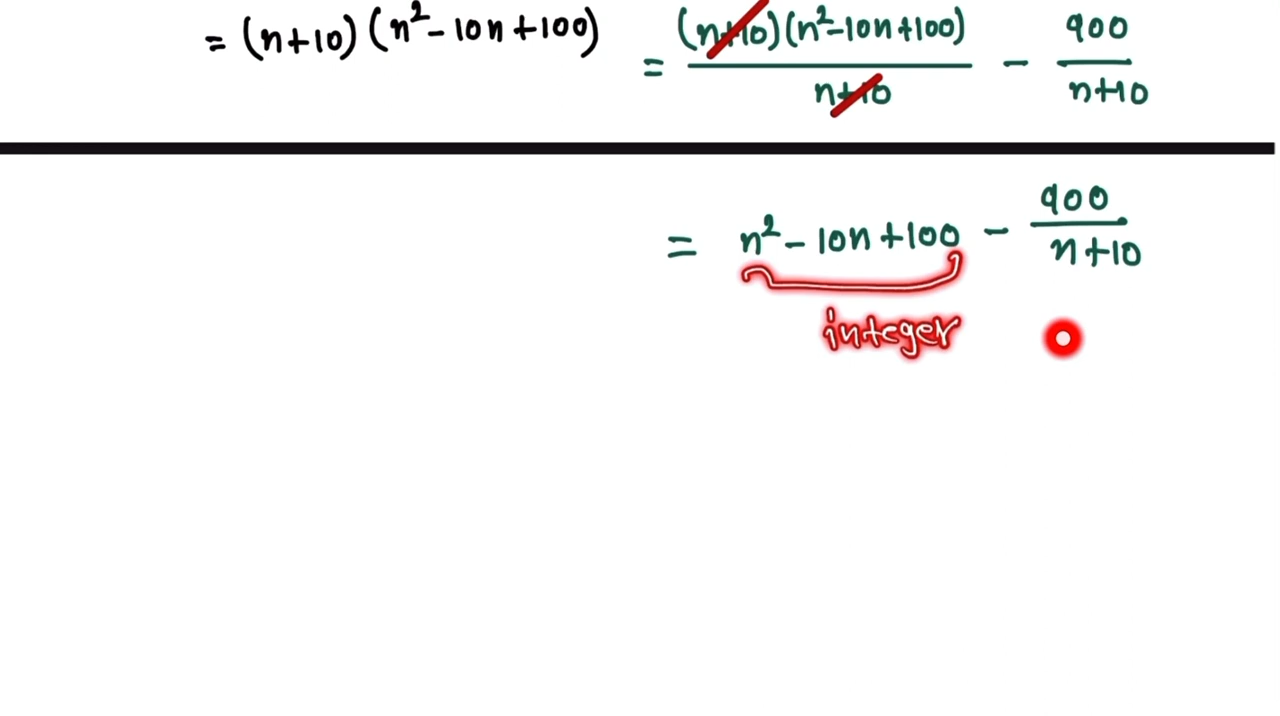 = (n+10)(n²-10n+100) = (n+10)(n²-10n+100) / n+10 - 900 / n+10
= n²-10n+100 - 900 / n+10
integer